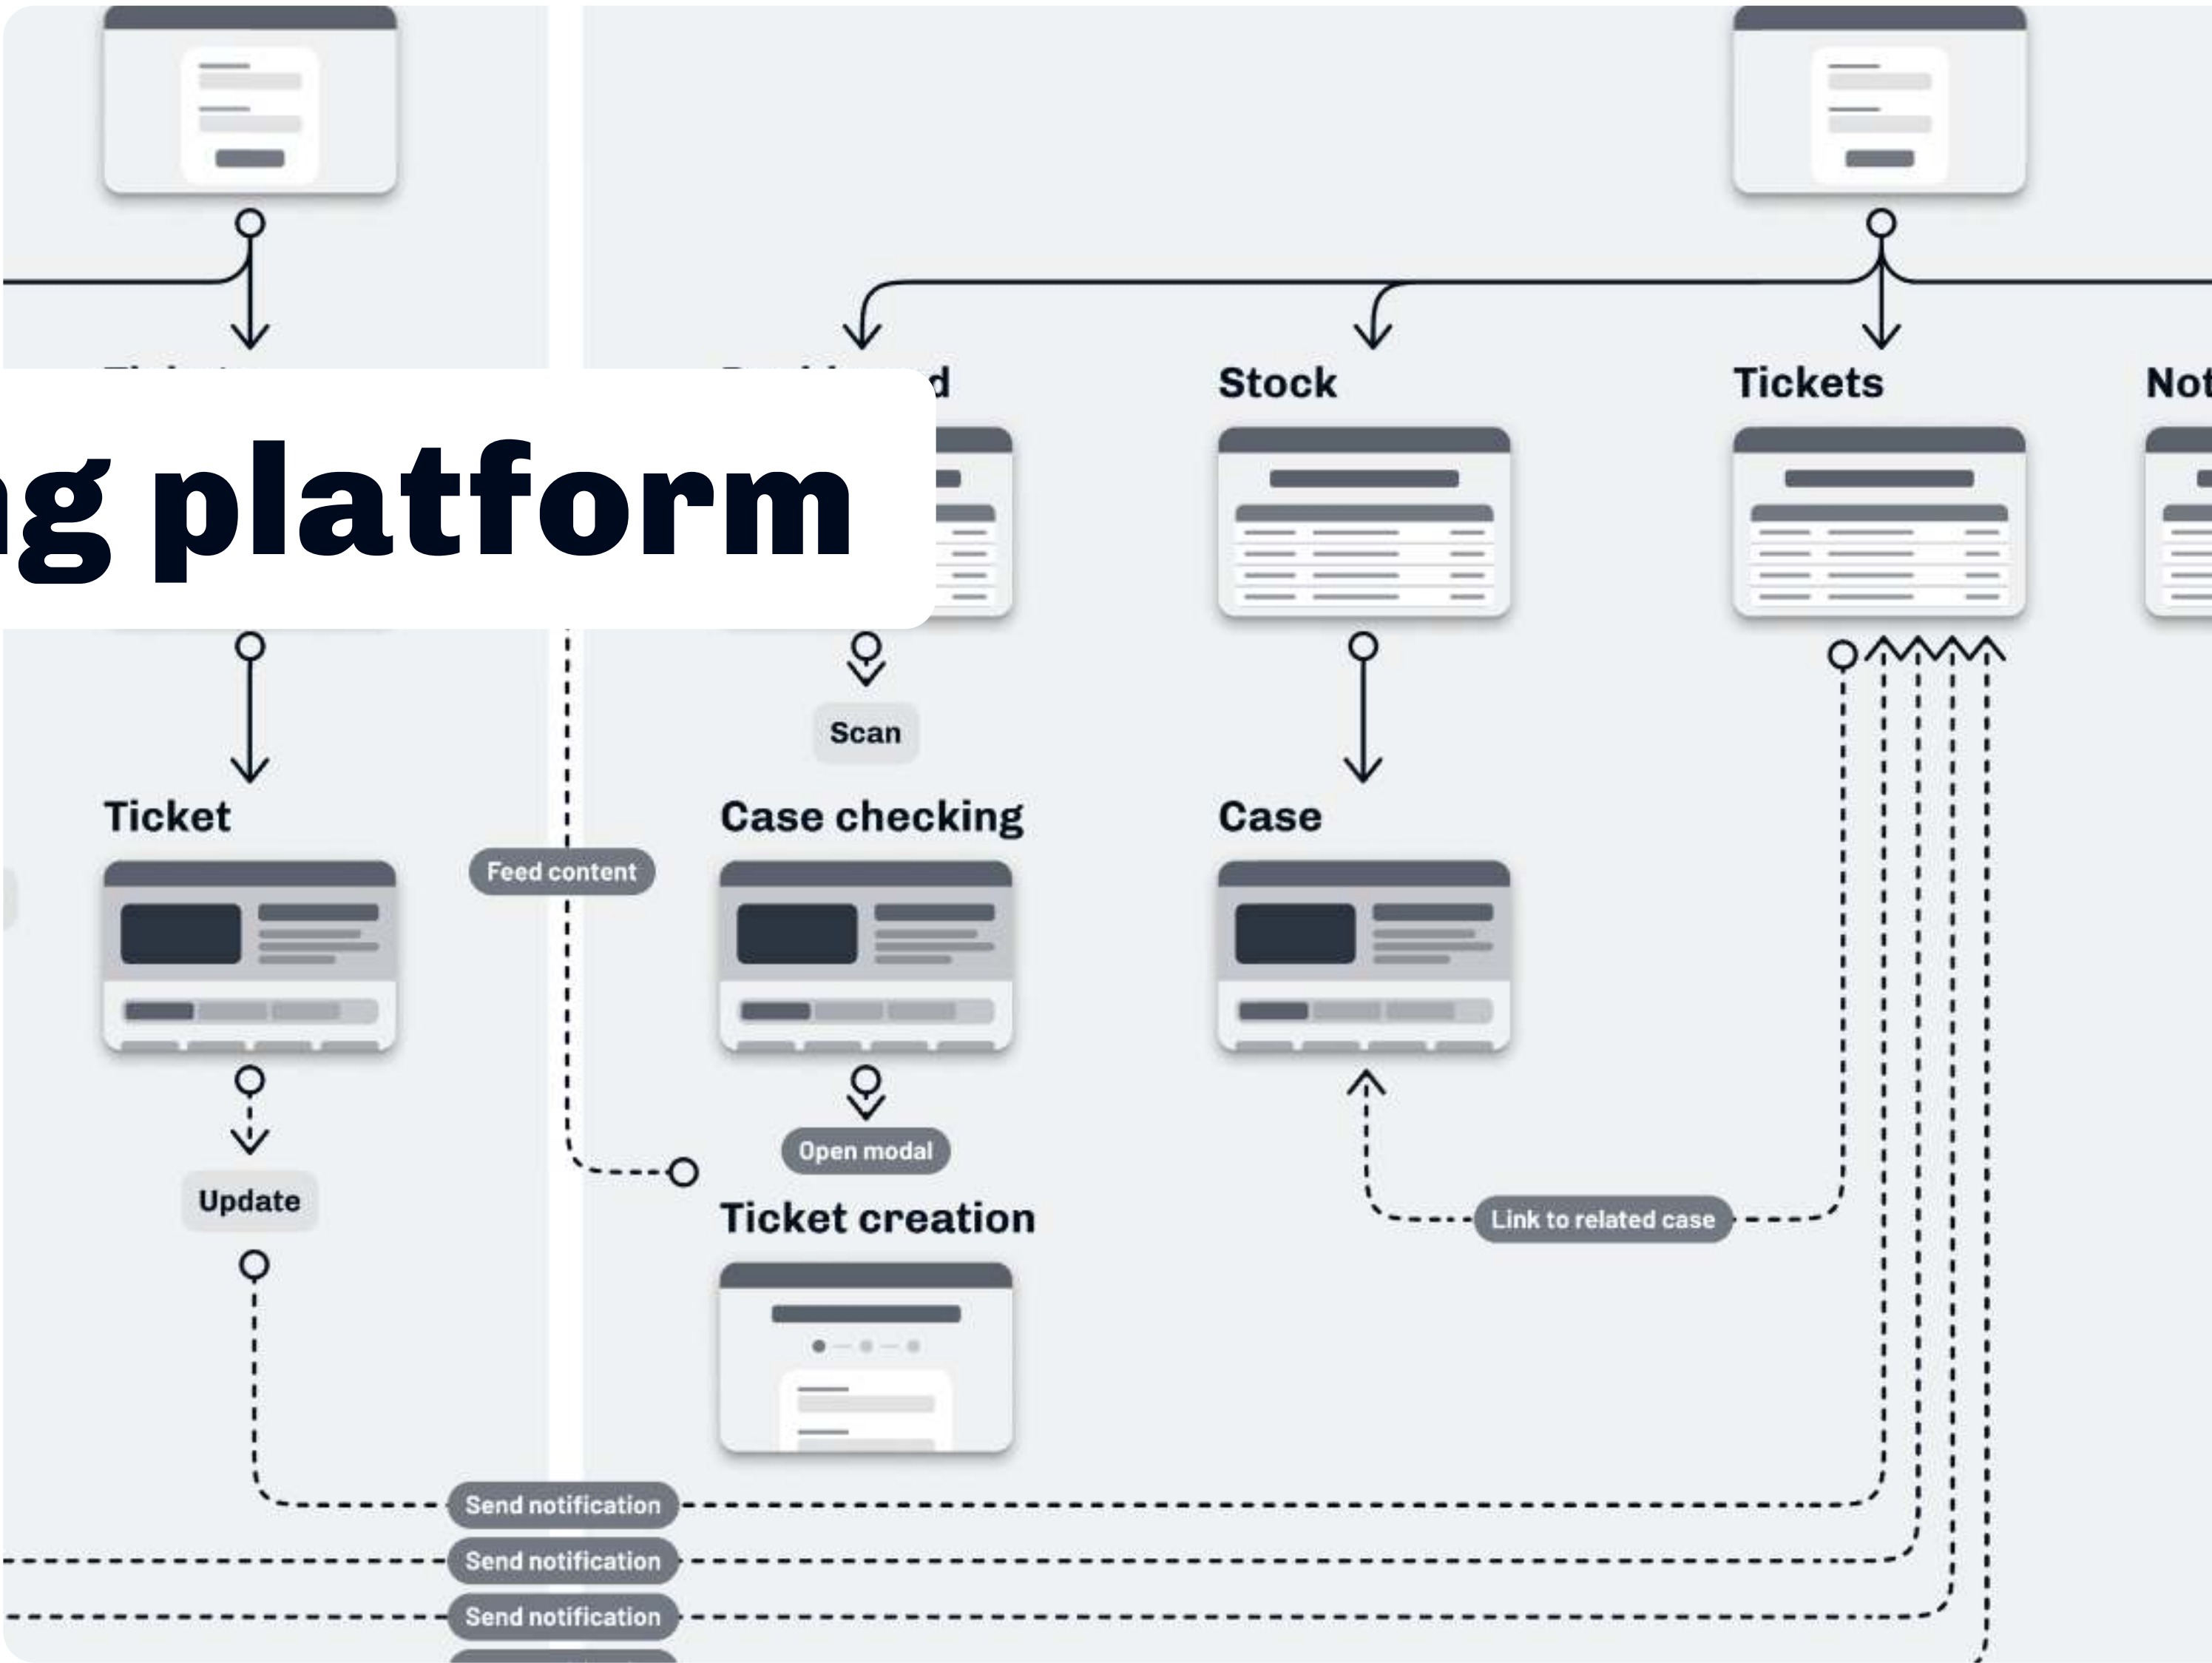 d
Stock
Tickets
Not
g platform
Scan
Ticket
Case checking
Case
Feed content
Open modal
Update
Ticket creation
Link to related case
Send notification
Send notification
Send notification